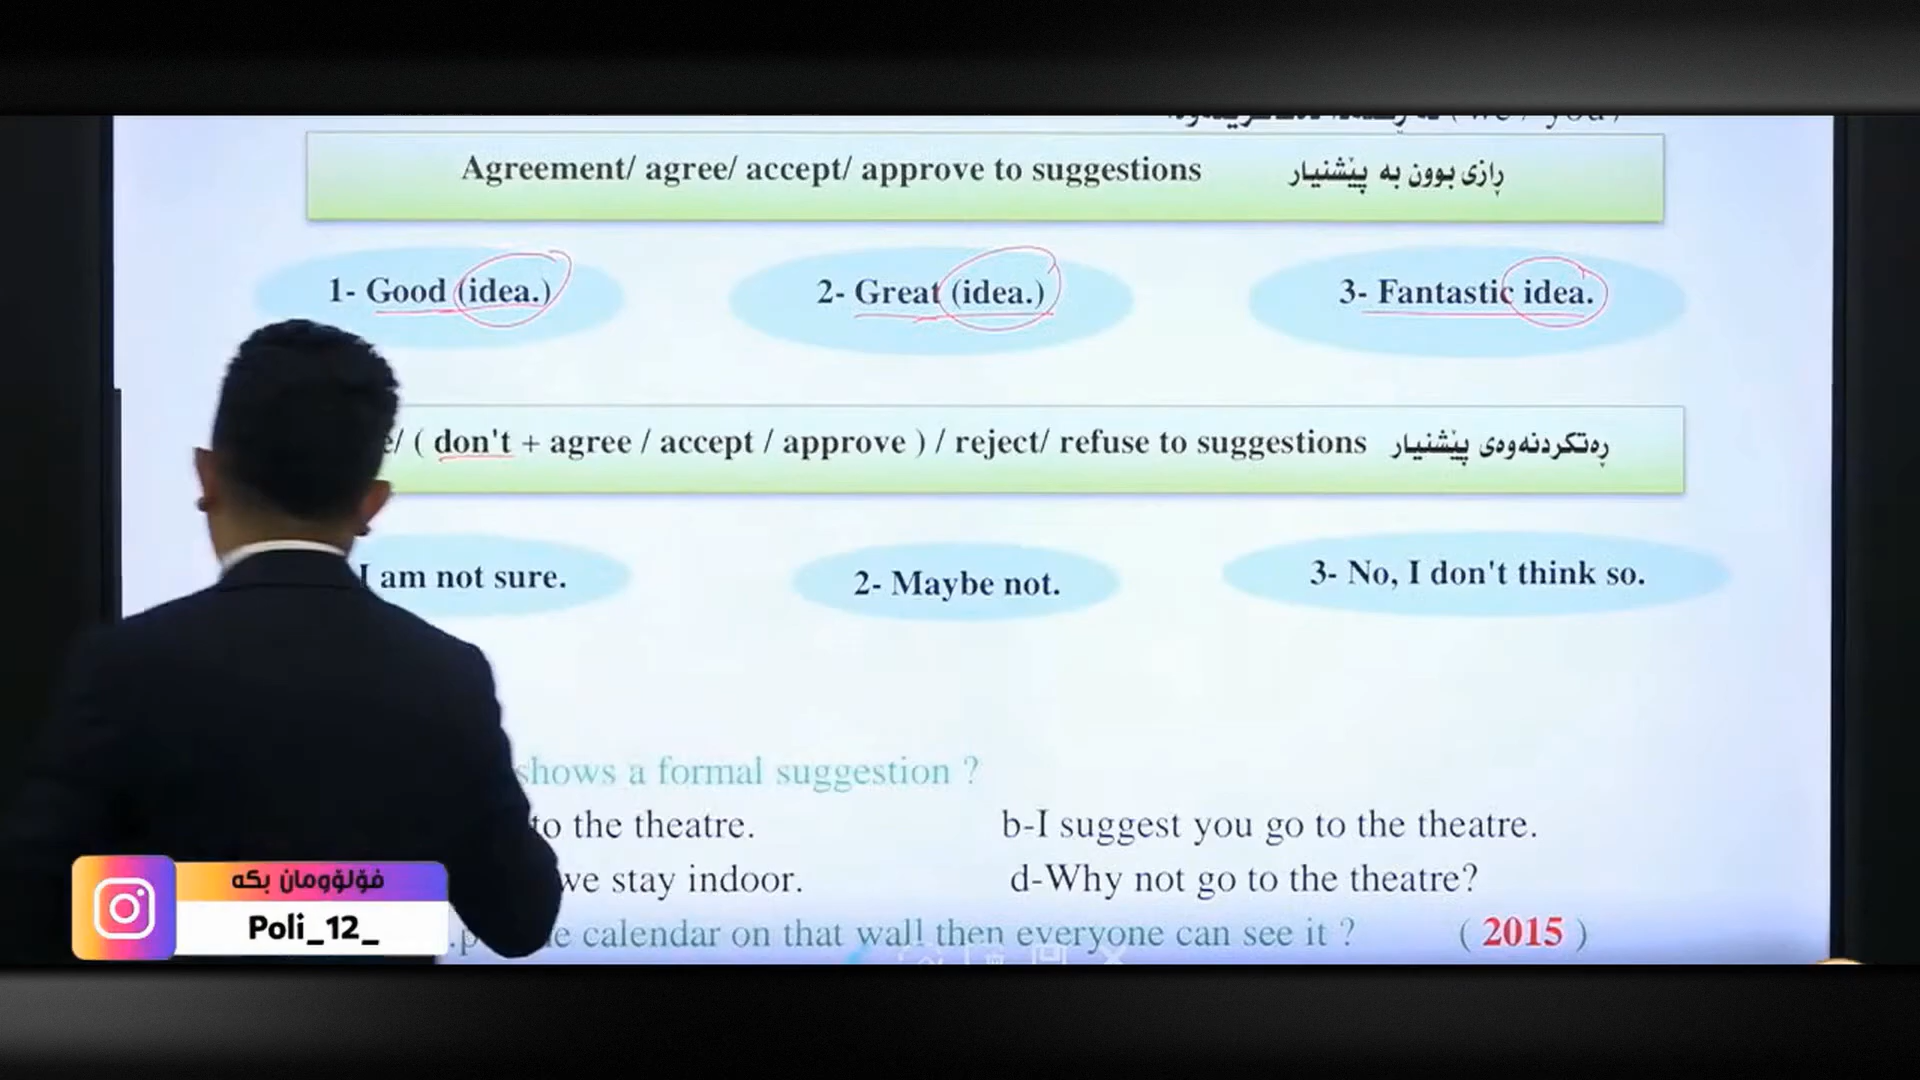 (we / you)
Agreement/ agree/ accept/ approve to suggestions ڕازی بوون بە پێشنیار
1- Good (idea.) 2- Great (idea.) 3- Fantastic idea.
/ ( don't + agree / accept / approve ) / reject/ refuse to suggestions ڕەتکردنەوەی پێشنیار
I am not sure. 2- Maybe not. 3- No, I don't think so.
shows a formal suggestion ?
to the theatre. b-I suggest you go to the theatre.
we stay indoor. d-Why not go to the theatre?
calendar on that wall then everyone can see it ? ( 2015 )
فۆلۆومان بکە
Poli_12_